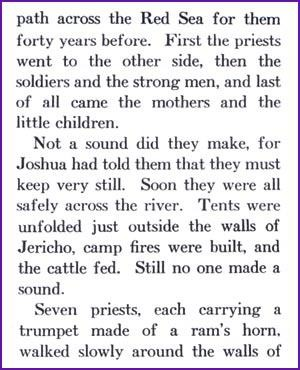 path across the Red Sea for them
forty years before. First the priests
went to the other side, then the
soldiers and the strong men, and last
of all came the mothers and the
little children.
Not a sound did they make, for
Joshua had told them that they must
keep very still. Soon they were all
safely across the river. Tents were
unfolded just outside the walls of
Jericho, camp fires were built, and
the cattle fed. Still no one made a
sound.
Seven priests, each carrying a
trumpet made of a ram's horn,
walked slowly around the walls of